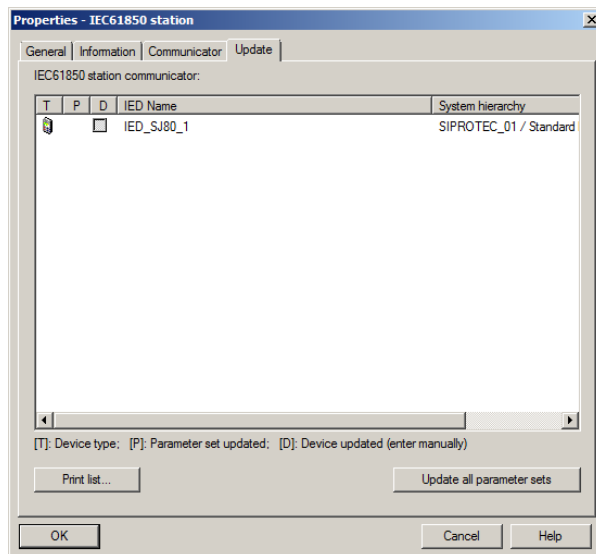 Properties - IEC61850 station
General Information Communicator Update
IEC61850 station communicator:
T P D IED Name System hierarchy
IED_SJ80_1 SIPROTEC_01 / Standard
[T]: Device type; [P]: Parameter set updated; [D]: Device updated (enter manually)
Print list... Update all parameter sets
OK Cancel Help